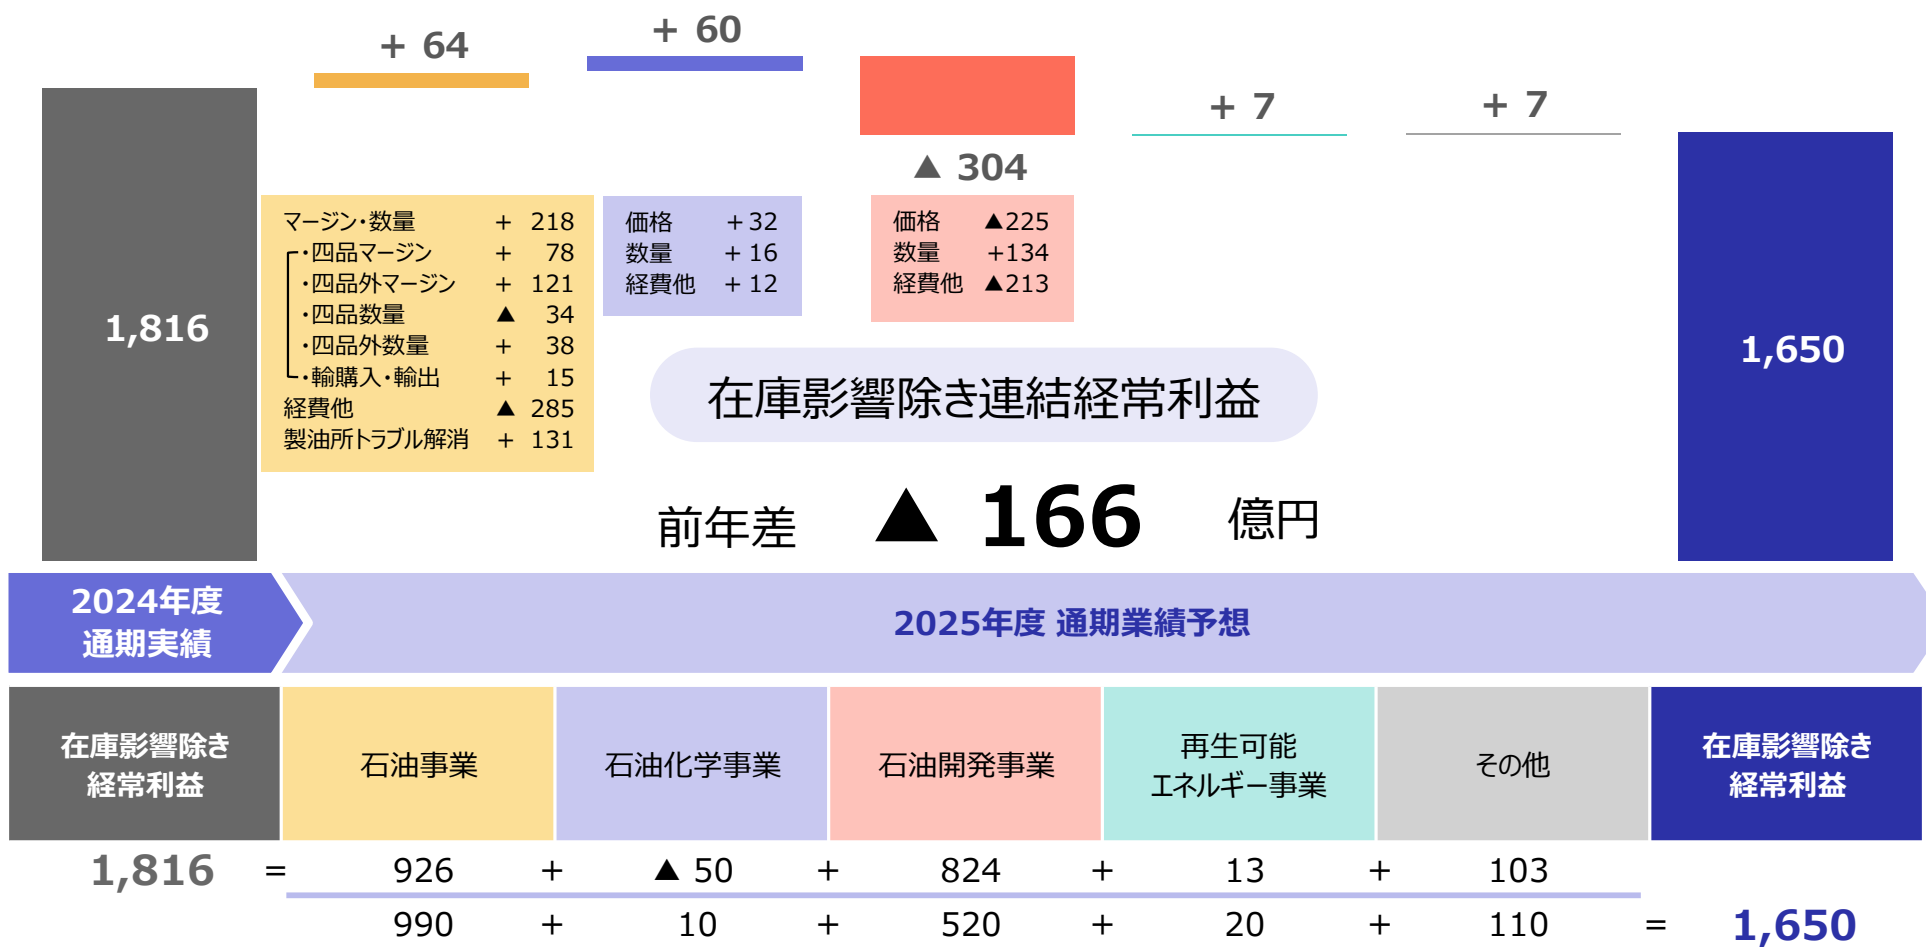 + 64
+ 60
▲ 304
+ 7
+ 7
1,816
マージン・数量 + 218
・四品マージン + 78
・四品外マージン + 121
・四品数量 ▲ 34
・四品外数量 + 38
・輸購入・輸出 + 15
経費他 ▲ 285
製油所トラブル解消 + 131
価格 +32
数量 + 16
経費他 + 12
価格 ▲225
数量 +134
経費他 ▲213
1,650
在庫影響除き連結経常利益
前年差 ▲ 166 億円
2024年度
通期実績
2025年度 通期業績予想
在庫影響除き
経常利益
石油事業
石油化学事業
石油開発事業
再生可能
エネルギー事業
その他
在庫影響除き
経常利益
1,816 = 926 + ▲ 50 + 824 + 13 + 103
990 + 10 + 520 + 20 + 110 = 1,650